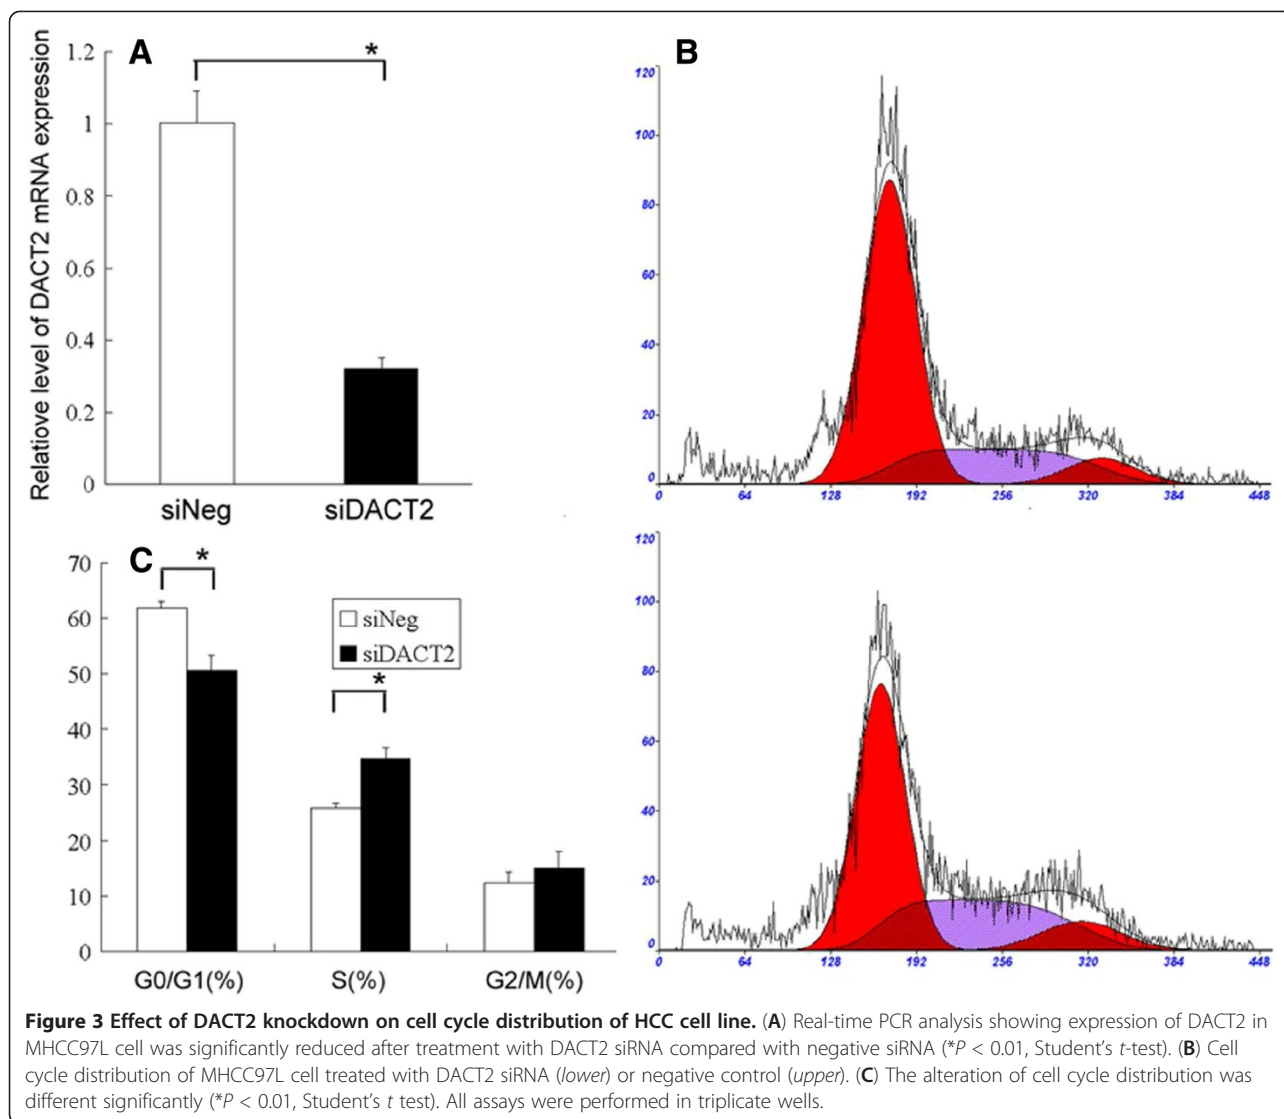 A
*
1.2
1
0.8
0.6
0.4
0.2
0
Relative level of DACT2 mRNA expression
siNeg siDACT2
B
120
100
80
60
40
20
0
0 64 128 192 256 320 384 448
120
100
80
60
40
20
0
0 64 128 192 256 320 384 448
C
*
*
70
60
50
40
30
20
10
0
siNeg
siDACT2
G0/G1(%) S(%) G2/M(%)
Figure 3 Effect of DACT2 knockdown on cell cycle distribution of HCC cell line. (A) Real-time PCR analysis showing expression of DACT2 in
MHCC97L cell was significantly reduced after treatment with DACT2 siRNA compared with negative siRNA (*P < 0.01, Student's t-test). (B) Cell
cycle distribution of MHCC97L cell treated with DACT2 siRNA (lower) or negative control (upper). (C) The alteration of cell cycle distribution was
different significantly (*P < 0.01, Student's t test). All assays were performed in triplicate wells.